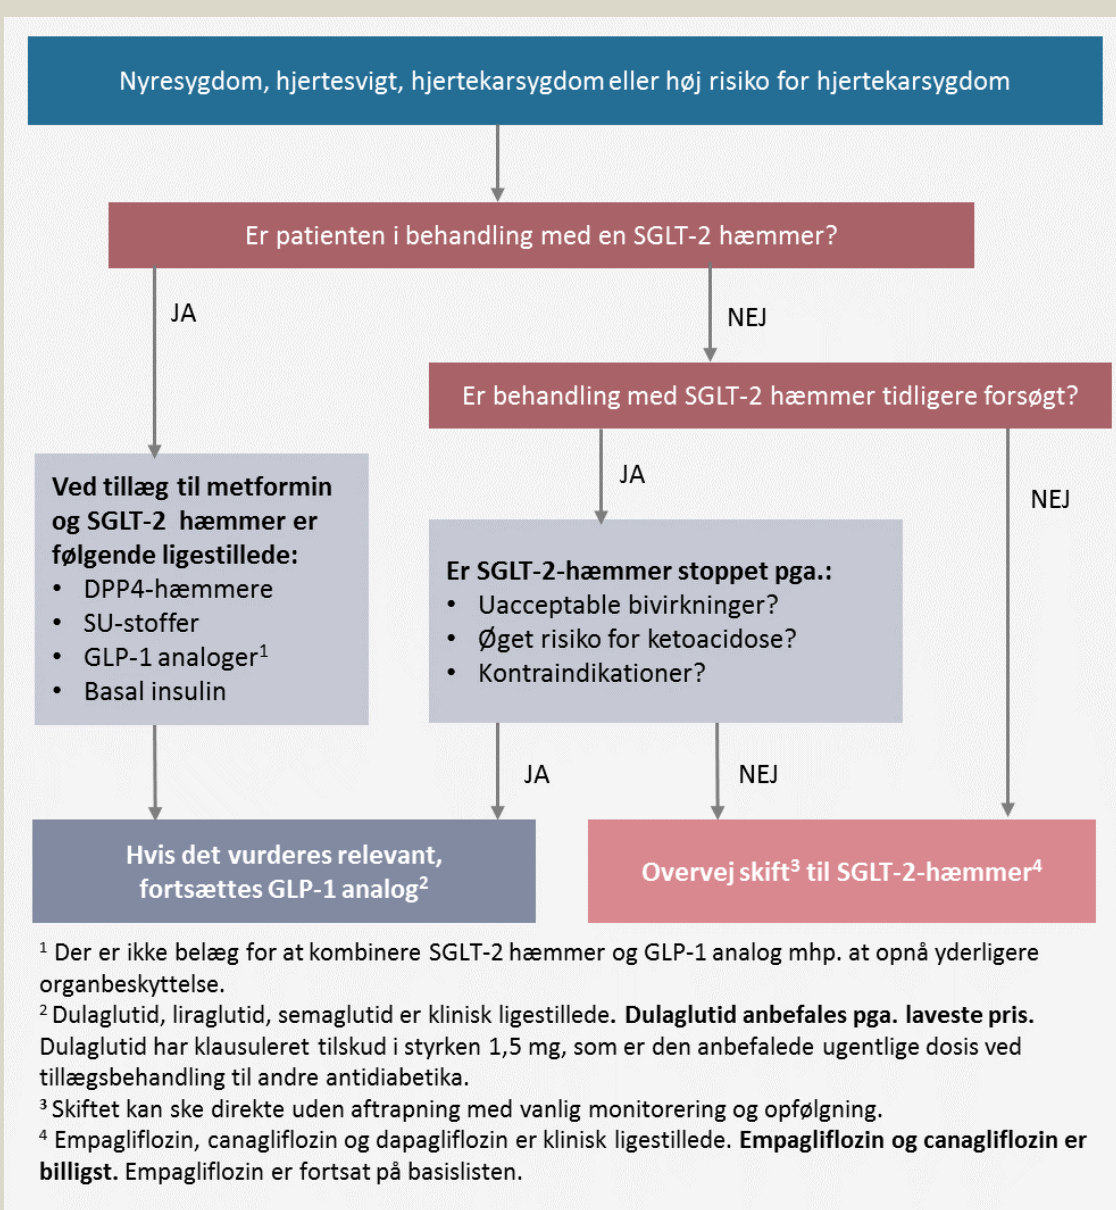 Nyresygdom, hjertesvigt, hjertekarsygdom eller høj risiko for hjertekarsygdom
Er patienten i behandling med en SGLT-2 hæmmer?
JA
NEJ
Er behandling med SGLT-2 hæmmer tidligere forsøgt?
JA
NEJ
Ved tillæg til metformin
og SGLT-2 hæmmer er
følgende ligestillede:
• DPP4-hæmmere
• SU-stoffer
• GLP-1 analoger¹
• Basal insulin
Er SGLT-2-hæmmer stoppet pga.:
• Uacceptable bivirkninger?
• Øget risiko for ketoacidose?
• Kontraindikationer?
JA
NEJ
Hvis det vurderes relevant,
fortsættes GLP-1 analog²
Overvej skift³ til SGLT-2-hæmmer⁴
¹ Der er ikke belæg for at kombinere SGLT-2 hæmmer og GLP-1 analog mhp. at opnå yderligere
organbeskyttelse.
² Dulaglutid, liraglutid, semaglutid er klinisk ligestillede. Dulaglutid anbefales pga. laveste pris.
Dulaglutid har klausuleret tilskud i styrken 1,5 mg, som er den anbefalede ugentlige dosis ved
tillægsbehandling til andre antidiabetika.
³ Skiftet kan ske direkte uden aftrapning med vanlig monitorering og opfølgning.
⁴ Empagliflozin, canagliflozin og dapagliflozin er klinisk ligestillede. Empagliflozin og canagliflozin er
billigst. Empagliflozin er fortsat på basislisten.